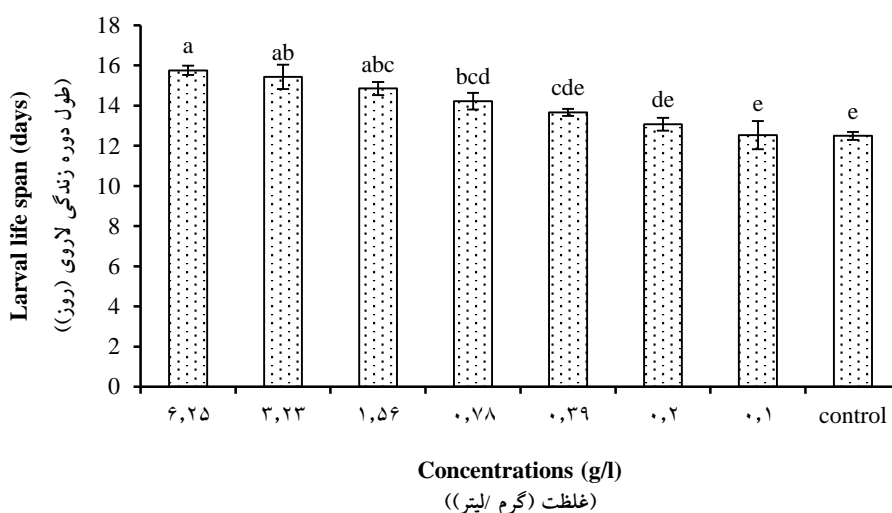 18
16
14
12
10
8
6
4
2
0
Larval life span (days)
(طول دوره زندگی لاروی (روز))
a ab abc bcd cde de e e
۶,۲۵ ۳,۲۳ ۱,۵۶ ۰,۷۸ ۰,۳۹ ۰,۲ ۰,۱ control
Concentrations (g/l)
(غلظت (گرم /لیتر))